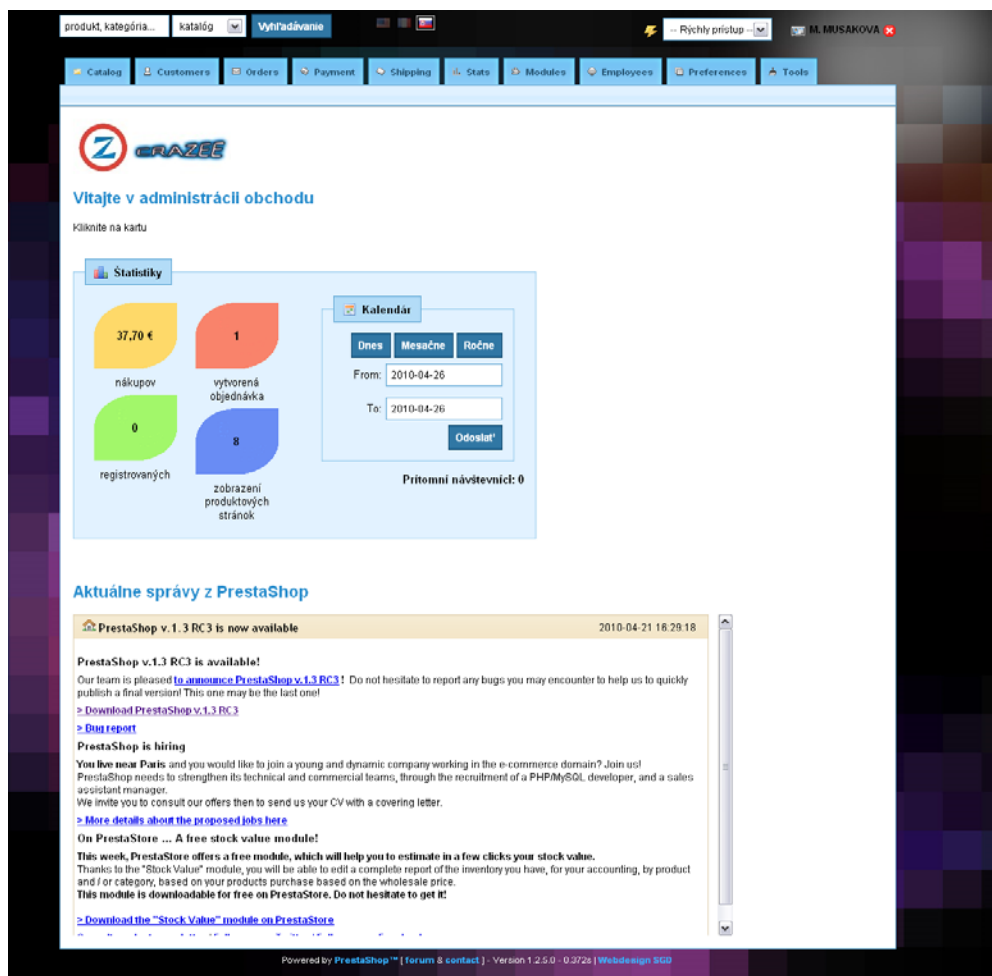 produkt, kategória... katalóg Vyhľadávanie -- Rýchly prístup -- M. MUSAKOVA
Catalog Customers Orders Payment Shipping Stats Modules Employees Preferences Tools
Z CRAZEE
Vitajte v administrácii obchodu
Kliknite na kartu
Štatistiky
Kalendár
37,70 € 1
Dnes Mesačne Ročne
nákupov vytvorená objednávka
From: 2010-04-26
To: 2010-04-26
0 8
Odoslať
registrovaných
zobrazení produktových stránok
Prítomní návštevníci: 0
Aktuálne správy z PrestaShop
PrestaShop v.1.3 RC3 is now available 2010-04-21 16:29:18
PrestaShop v.1.3 RC3 is available!
Our team is pleased to announce PrestaShop v.1.3 RC3 ! Do not hesitate to report any bugs you may encounter to help us to quickly
publish a final version! This one may be the last one!
> Download PrestaShop v.1.3 RC3
> Bug report
PrestaShop is hiring
You live near Paris and you would like to join a young and dynamic company working in the e-commerce domain? Join us!
PrestaShop needs to strengthen its technical and commercial teams, through the recruitment of a PHP/MySQL developer, and a sales
assistant manager.
We invite you to consult our offers then to send us your CV with a covering letter.
> More details about the proposed jobs here
On PrestaStore ... A free stock value module!
This week, PrestaStore offers a free module, which will help you to estimate in a few clicks your stock value.
Thanks to the "Stock Value" module, you will be able to edit a complete report of the inventory you have, for your accounting, by product
and / or category, based on your products purchase based on the wholesale price.
This module is downloadable for free on PrestaStore. Do not hesitate to get it!
> Download the "Stock Value" module on PrestaStore
Powered by PrestaShop™ [ forum & contact ] - Version 1.2.5.0 - 0.372s | Webdesign SGD